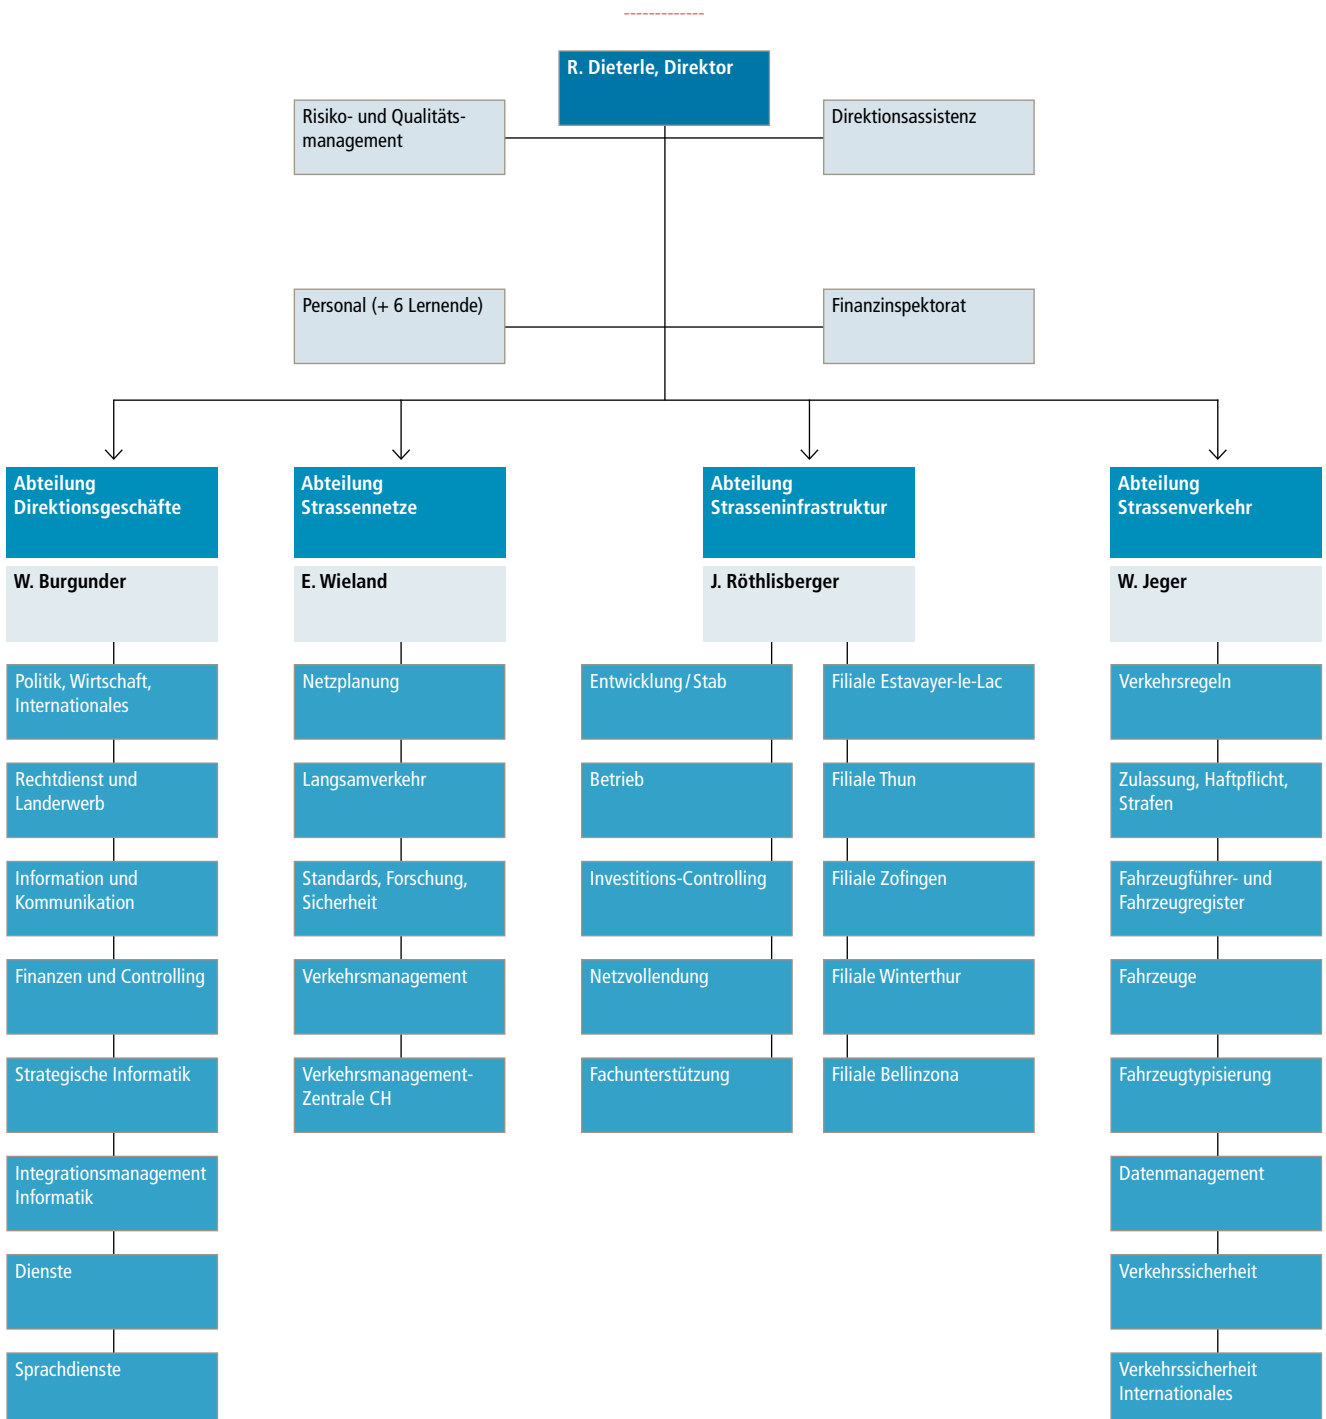 R. Dieterle, Direktor
Risiko- und Qualitäts-
management
Direktionsassistenz
Personal (+ 6 Lernende)
Finanzinspektorat
Abteilung
Direktionsgeschäfte
W. Burgunder
Politik, Wirtschaft,
Internationales
Rechtdienst und
Landerwerb
Information und
Kommunikation
Finanzen und Controlling
Strategische Informatik
Integrationsmanagement
Informatik
Dienste
Sprachdienste
Abteilung
Strassennetze
E. Wieland
Netzplanung
Langsamverkehr
Standards, Forschung,
Sicherheit
Verkehrsmanagement
Verkehrsmanagement-
Zentrale CH
Abteilung
Strasseninfrastruktur
J. Röthlisberger
Entwicklung / Stab
Betrieb
Investitions-Controlling
Netzvollendung
Fachunterstützung
Filiale Estavayer-le-Lac
Filiale Thun
Filiale Zofingen
Filiale Winterthur
Filiale Bellinzona
Abteilung
Strassenverkehr
W. Jeger
Verkehrsregeln
Zulassung, Haftpflicht,
Strafen
Fahrzeugführer- und
Fahrzeugregister
Fahrzeuge
Fahrzeugtypisierung
Datenmanagement
Verkehrssicherheit
Verkehrssicherheit
Internationales